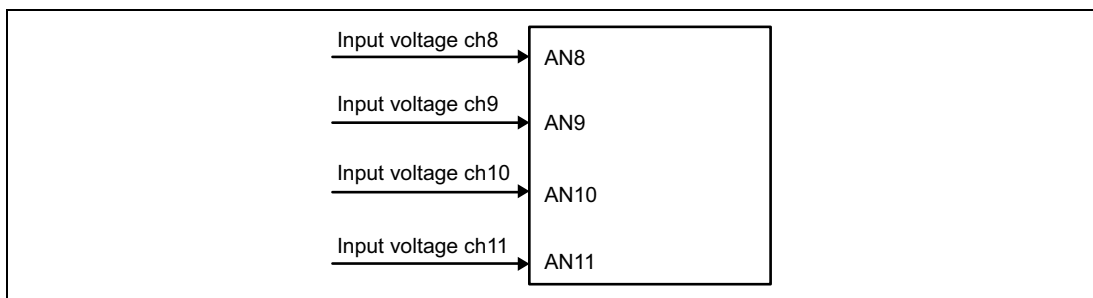 Input voltage ch8
AN8
Input voltage ch9
AN9
Input voltage ch10
AN10
Input voltage ch11
AN11